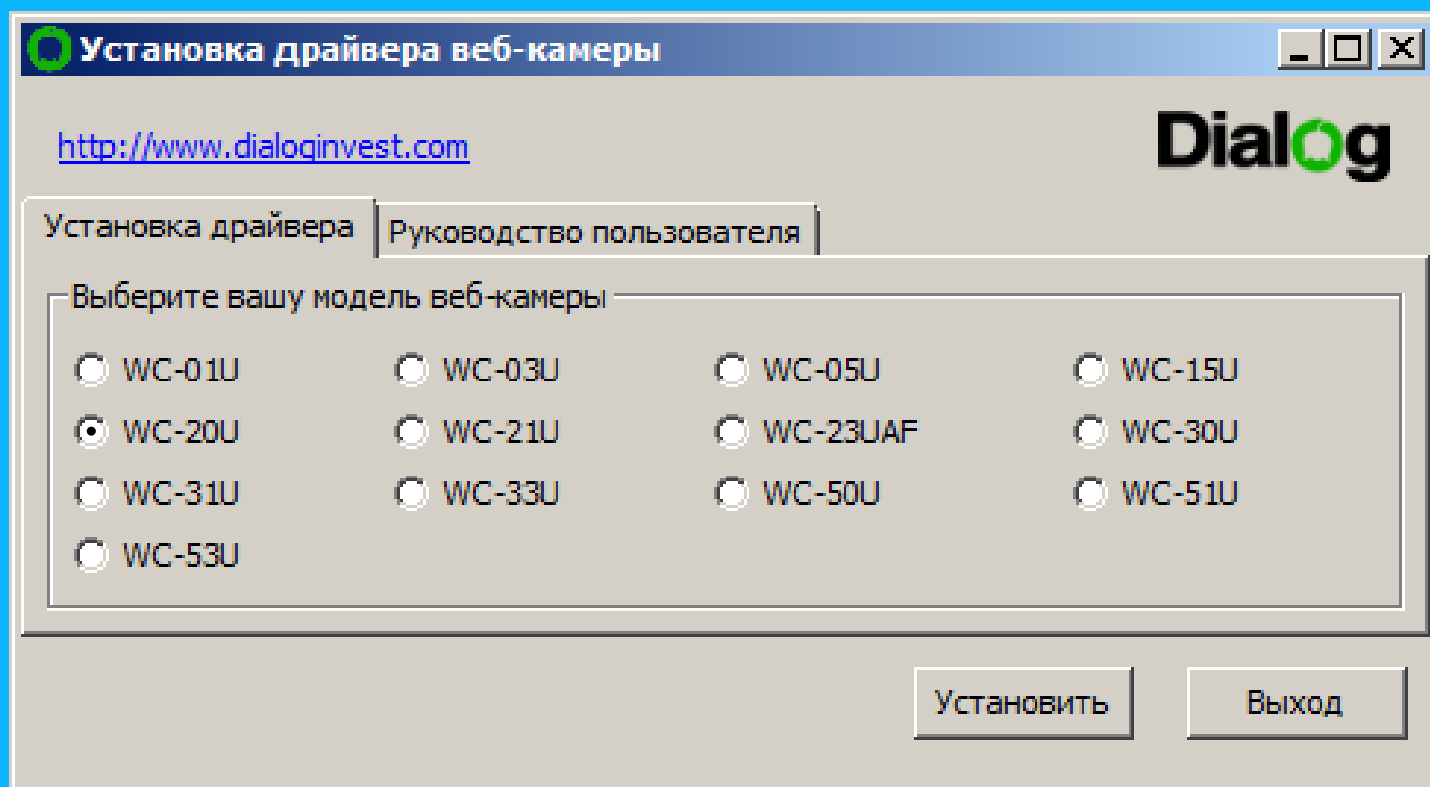 Установка драйвера веб-камеры
http://www.dialoginvest.com
Dialog
Установка драйвера Руководство пользователя
Выберите вашу модель веб-камеры
WC-01U WC-03U WC-05U WC-15U
WC-20U WC-21U WC-23UAF WC-30U
WC-31U WC-33U WC-50U WC-51U
WC-53U
Установить Выход